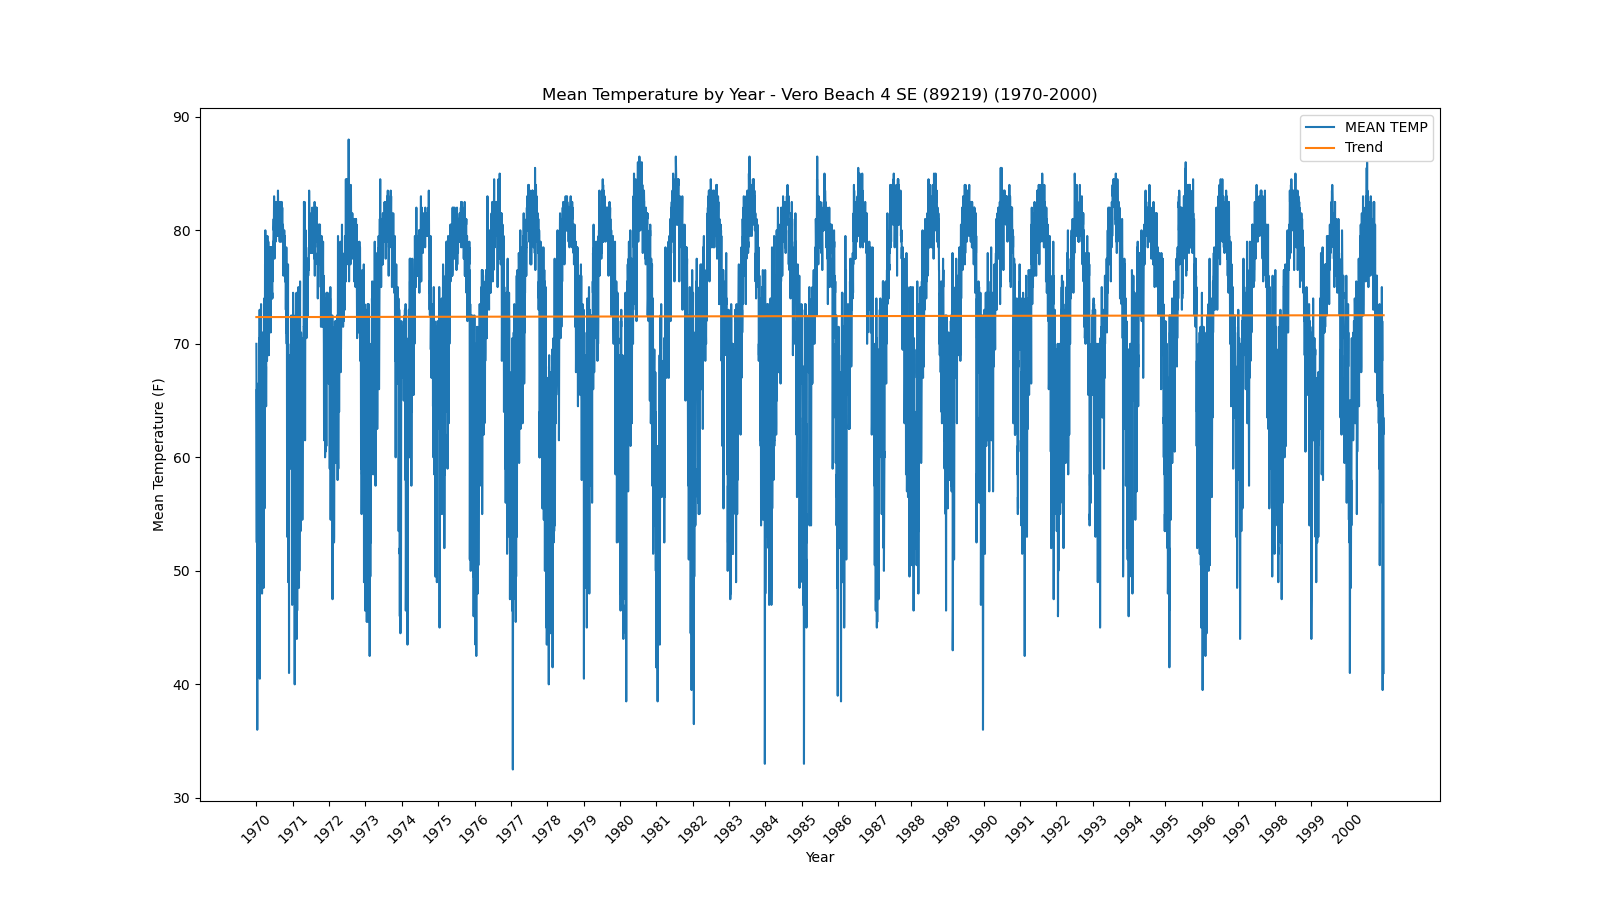 Mean Temperature by Year - Vero Beach 4 SE (89219) (1970-2000)
MEAN TEMP
Trend
Mean Temperature (F)
90
80
70
60
50
40
30
1970 1971 1972 1973 1974 1975 1976 1977 1978 1979 1980 1981 1982 1983 1984 1985 1986 1987 1988 1989 1990 1991 1992 1993 1994 1995 1996 1997 1998 1999 2000
Year